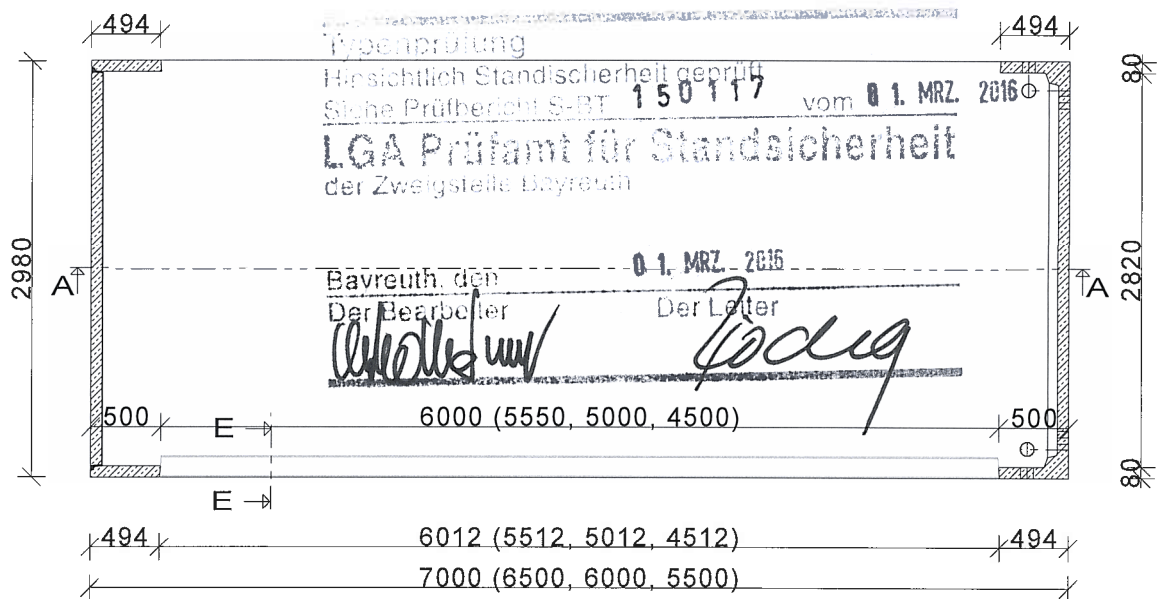 494
494
Typenprüfung
Hinsichtlich Standischerheit geprüft
Siehe Prüfbericht S-BT 150117 vom 01. MRZ. 2016
LGA Prüfamt für Standsicherheit
der Zweigstelle Bayreuth
80
2980
2820
A
A
Bayreuth, den 01. MRZ. 2016
Der Bearbeiter Der Leiter
500 6000 (5550, 5000, 4500) 500
E
80
E
494 6012 (5512, 5012, 4512) 494
7000 (6500, 6000, 5500)